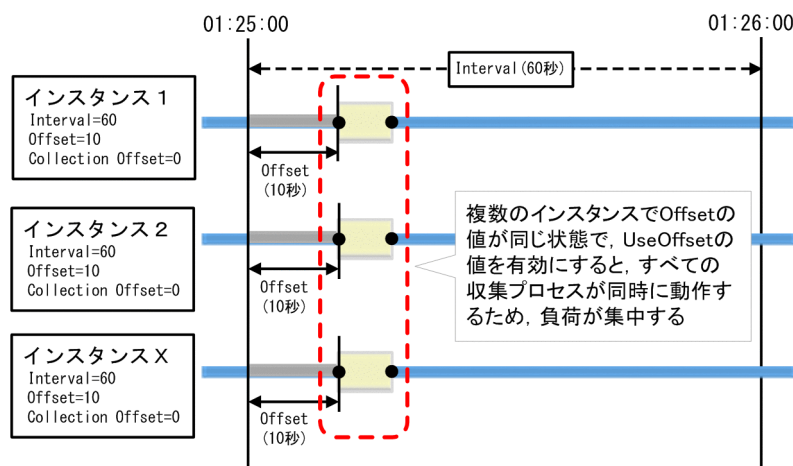 01:25:00
01:26:00
Interval(60秒)
インスタンス1
Interval=60
Offset=10
Collection Offset=0
Offset
(10秒)
インスタンス2
Interval=60
Offset=10
Collection Offset=0
Offset
(10秒)
複数のインスタンスでOffsetの
値が同じ状態で，UseOffsetの
値を有効にすると，すべての
収集プロセスが同時に動作す
るため，負荷が集中する
インスタンスX
Interval=60
Offset=10
Collection Offset=0
Offset
(10秒)